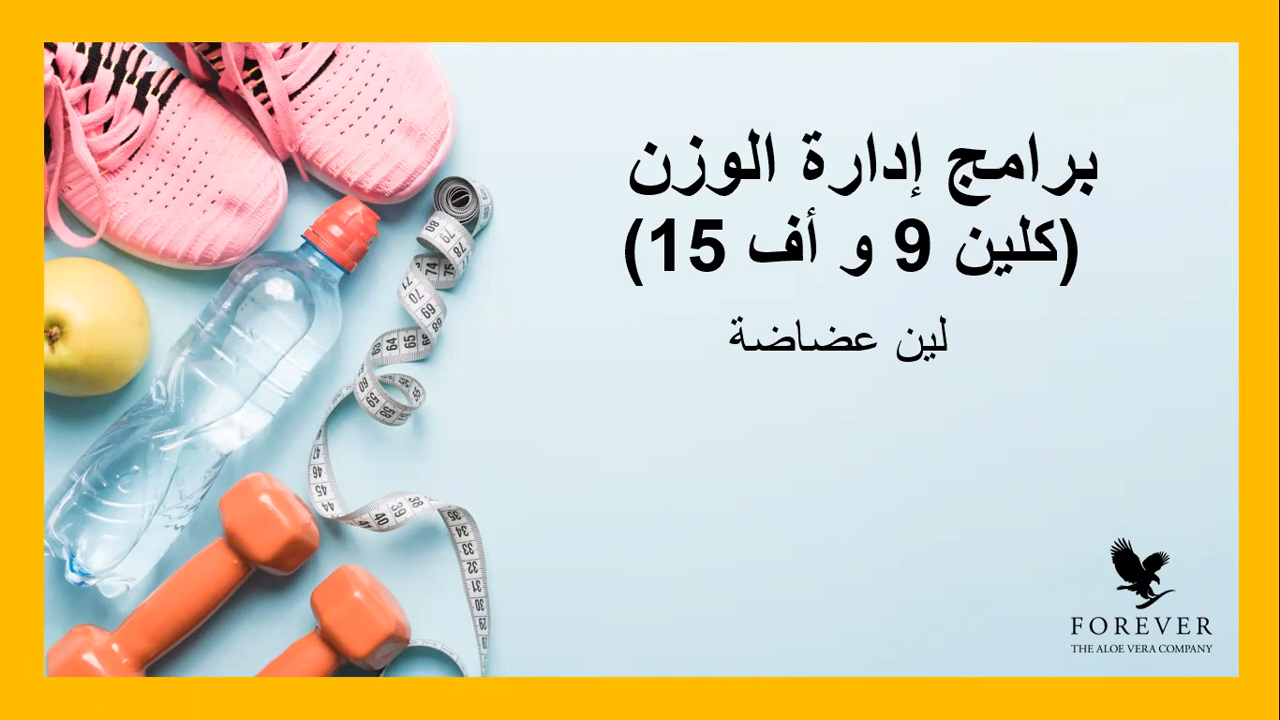 برامج إدارة الوزن
(كلين 9 و أف 15)
لين عضاضة
FOREVER
THE ALOE VERA COMPANY